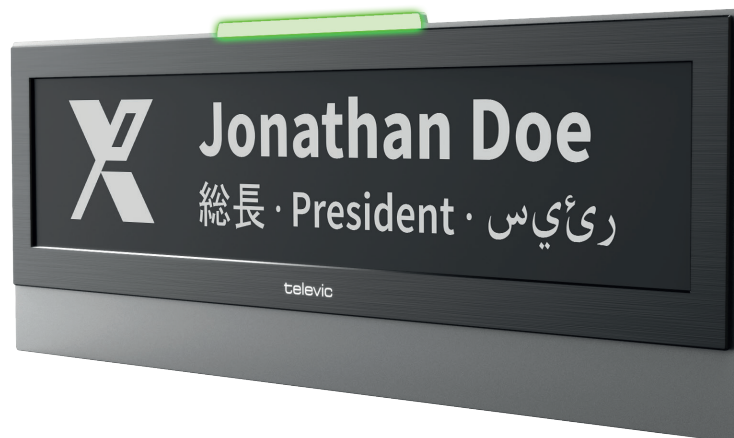 Jonathan Doe
総長 · President · رئيس
televic